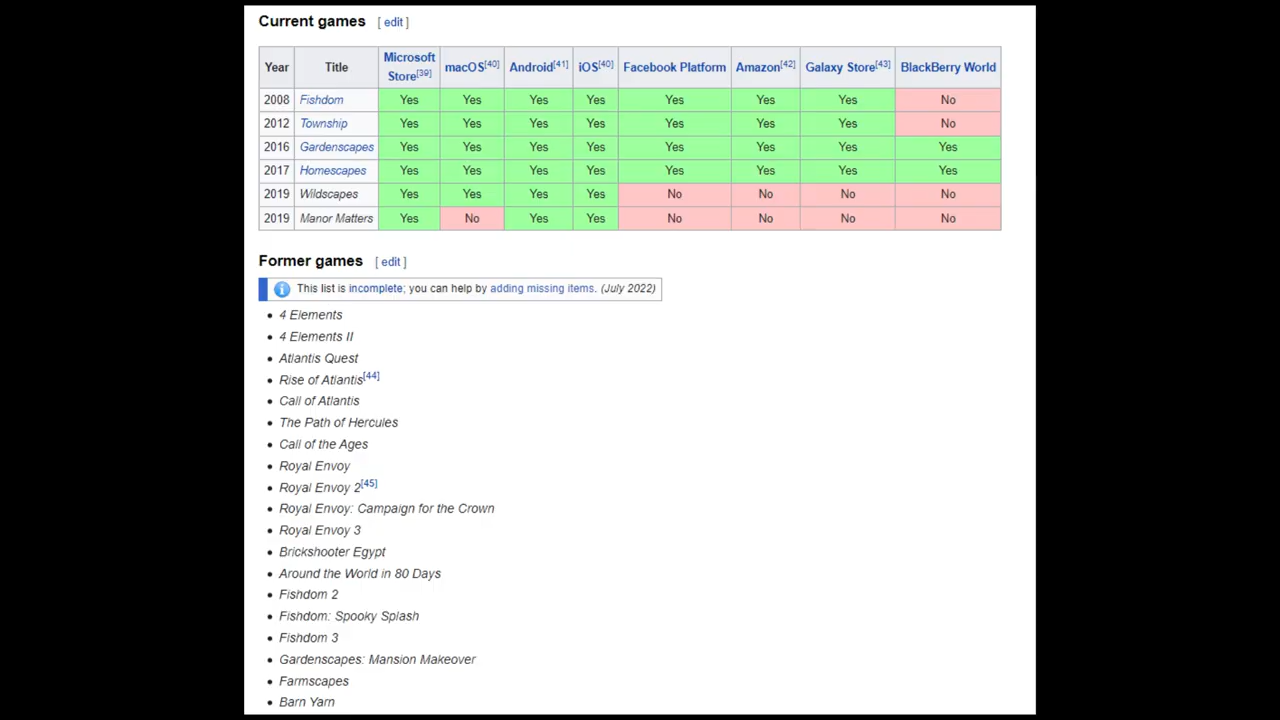 Current games [ edit ]
Year Title Microsoft Store[39] macOS[40] Android[41] iOS[40] Facebook Platform Amazon[42] Galaxy Store[43] BlackBerry World
2008 Fishdom Yes Yes Yes Yes Yes Yes Yes No
2012 Township Yes Yes Yes Yes Yes Yes Yes No
2016 Gardenscapes Yes Yes Yes Yes Yes Yes Yes Yes
2017 Homescapes Yes Yes Yes Yes Yes Yes Yes Yes
2019 Wildscapes Yes Yes Yes Yes No No No No
2019 Manor Matters Yes No Yes Yes No No No No
Former games [ edit ]
This list is incomplete; you can help by adding missing items. (July 2022)
4 Elements
4 Elements II
Atlantis Quest
Rise of Atlantis[44]
Call of Atlantis
The Path of Hercules
Call of the Ages
Royal Envoy
Royal Envoy 2[45]
Royal Envoy: Campaign for the Crown
Royal Envoy 3
Brickshooter Egypt
Around the World in 80 Days
Fishdom 2
Fishdom: Spooky Splash
Fishdom 3
Gardenscapes: Mansion Makeover
Farmscapes
Barn Yarn